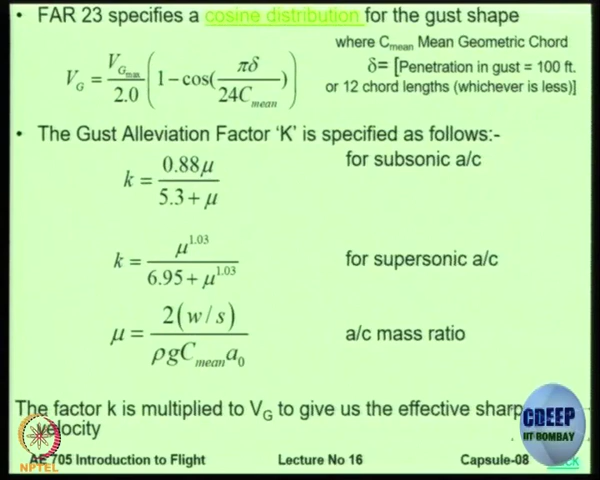 • FAR 23 specifies a cosine distribution for the gust shape
V_G = V_Gmax / 2.0 (1 − cos(πδ / 24C_mean))
where Cmean Mean Geometric Chord
δ= [Penetration in gust = 100 ft.
or 12 chord lengths (whichever is less)]
• The Gust Alleviation Factor ‘K’ is specified as follows:-
k = 0.88μ / 5.3 + μ
for subsonic a/c
k = μ^1.03 / 6.95 + μ^1.03
for supersonic a/c
μ = 2(w/s) / ρgC_mean a_0
a/c mass ratio
The factor k is multiplied to VG to give us the effective sharp
velocity
CDEEP
IIT BOMBAY
NPTEL
AE 705 Introduction to Flight Lecture No 16 Capsule-08